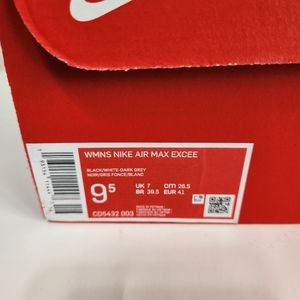 WMNS NIKE AIR MAX EXCEE
BLACK/WHITE-DARK GREY
NOIR/GRIS FONCE/BLANC
9 5
UK 7 CM 26.5
BR 39.5 EUR 41
CD5432 003